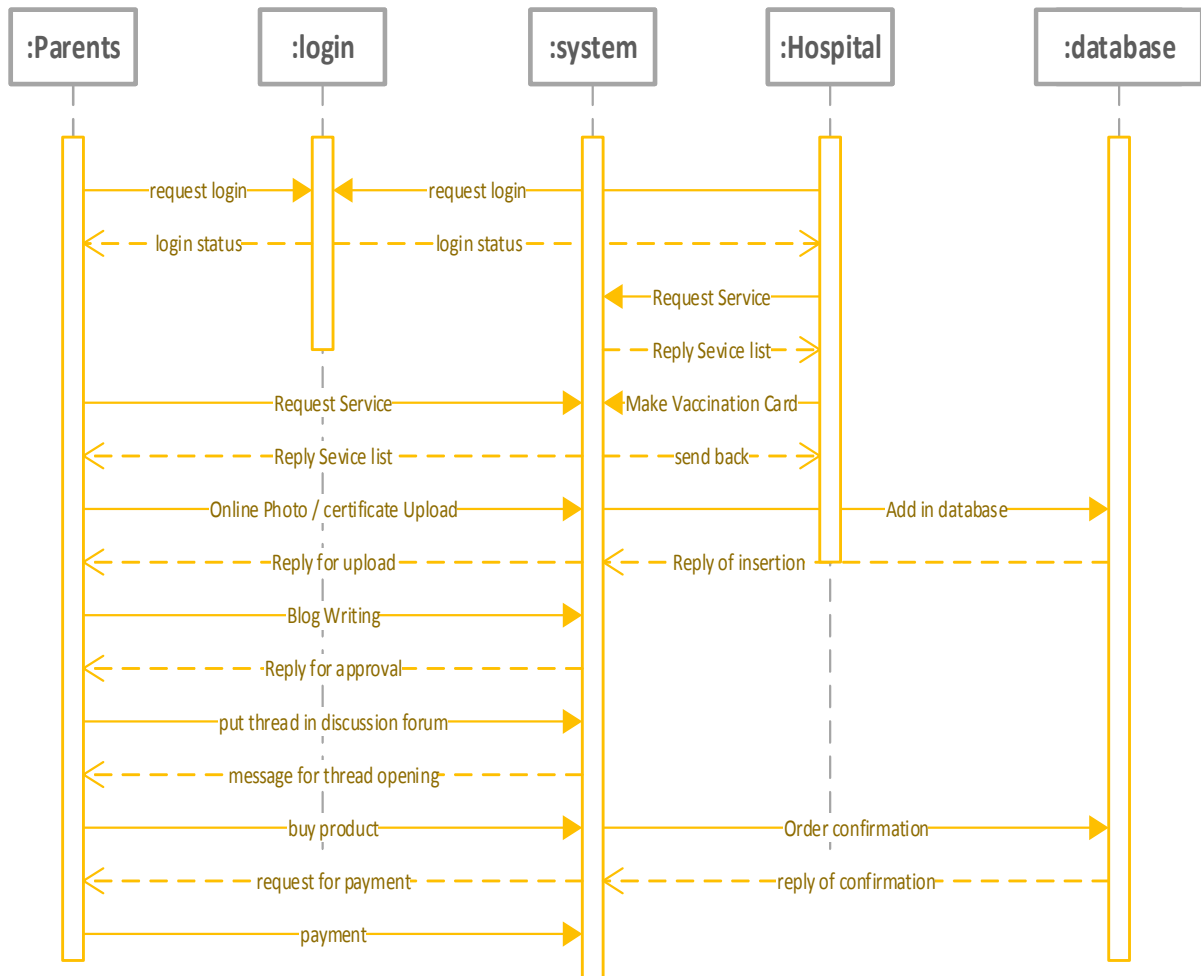 :Parents
:login
:system
:Hospital
:database
request login
request login
login status
login status
Request Service
Reply Sevice list
Request Service
Make Vaccination Card
Reply Sevice list
send back
Online Photo / certificate Upload
Add in database
Reply for upload
Reply of insertion
Blog Writing
Reply for approval
put thread in discussion forum
message for thread opening
buy product
Order confirmation
request for payment
reply of confirmation
payment